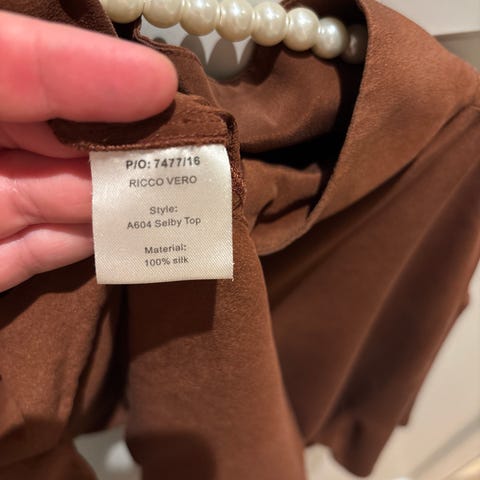 P/O: 7477/16
RICCO VERO
Style:
A604 Selby Top
Material:
100% silk